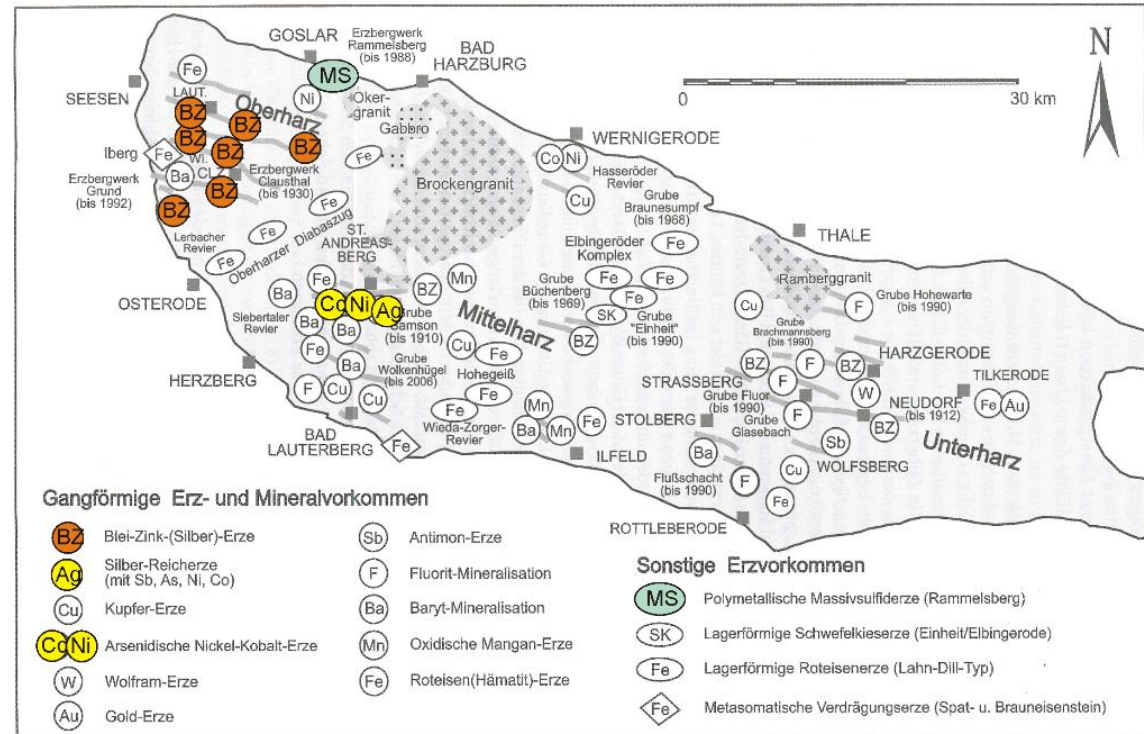 GOSLAR
Erzbergwerk
Rammelsberg
(bis 1988)
BAD
HARZBURG
N
0
30 km
SEESEN
Fe
LAUT.
MS
Ni
Oker-
granit
Oberharz
BZ
BZ
BZ
BZ
BZ
Gabbro
Iberg
Fe
WI.
Ba
CLZ
Fe
Erzbergwerk
Clausthal
(bis 1930)
Erzbergwerk
Grund
(bis 1992)
BZ
BZ
Brockengranit
WERNIGERODE
Co
Ni
Hasseröder
Revier
Cu
Grube
Braunesumpf
(bis 1968)
Lerbacher
Revier
Fe
Fe
Fe
Oberharzer Diabaszug
ST.
ANDREAS-
BERG
Elbingeröder
Komplex
Fe
THALE
Ramberggranit
OSTERODE
Ba
Fe
BZ
Mn
Fe
Fe
Fe
Grube
Büchenberg
(bis 1969)
SK
Grube
"Einheit"
(bis 1990)
Cu
F
Grube Hohewarte
(bis 1990)
Siebertaler
Revier
Co
Ni
Ag
Ba
Ba
Grube
Samson
(bis 1910)
Mittelharz
BZ
Grube
Brachmannsberg
(bis 1990)
HERZBERG
Fe
Ba
Grube
Wolkenhügel
(bis 2006)
Cu
Fe
Hohegeiß
BZ
F
BZ
HARZGERODE
F
Cu
Cu
Fe
STRASSBERG
F
W
TILKERODE
Fe
Au
Grube Fluor
(bis 1990)
NEUDORF
(bis 1912)
Fe
Wieda-Zorger-
Revier
Mn
Ba
Mn
Fe
STOLBERG
F
Grube
Glasebach
BZ
Unterharz
BAD
LAUTERBERG
Fe
ILFELD
Ba
Sb
WOLFSBERG
Flußschacht
(bis 1990)
F
Cu
Fe
ROTTLEBERODE
Gangförmige Erz- und Mineralvorkommen
BZ Blei-Zink-(Silber)-Erze
Ag Silber-Reicherze
(mit Sb, As, Ni, Co)
Cu Kupfer-Erze
Co Ni Arsenidische Nickel-Kobalt-Erze
W Wolfram-Erze
Au Gold-Erze
Sb Antimon-Erze
F Fluorit-Mineralisation
Ba Baryt-Mineralisation
Mn Oxidische Mangan-Erze
Fe Roteisen(Hämatit)-Erze
Sonstige Erzvorkommen
MS Polymetallische Massivsulfiderze (Rammelsberg)
SK Lagerförmige Schwefelkieserze (Einheit/Elbingerode)
Fe Lagerförmige Roteisenerze (Lahn-Dill-Typ)
Fe Metasomatische Verdrägungserze (Spat- u. Brauneisenstein)